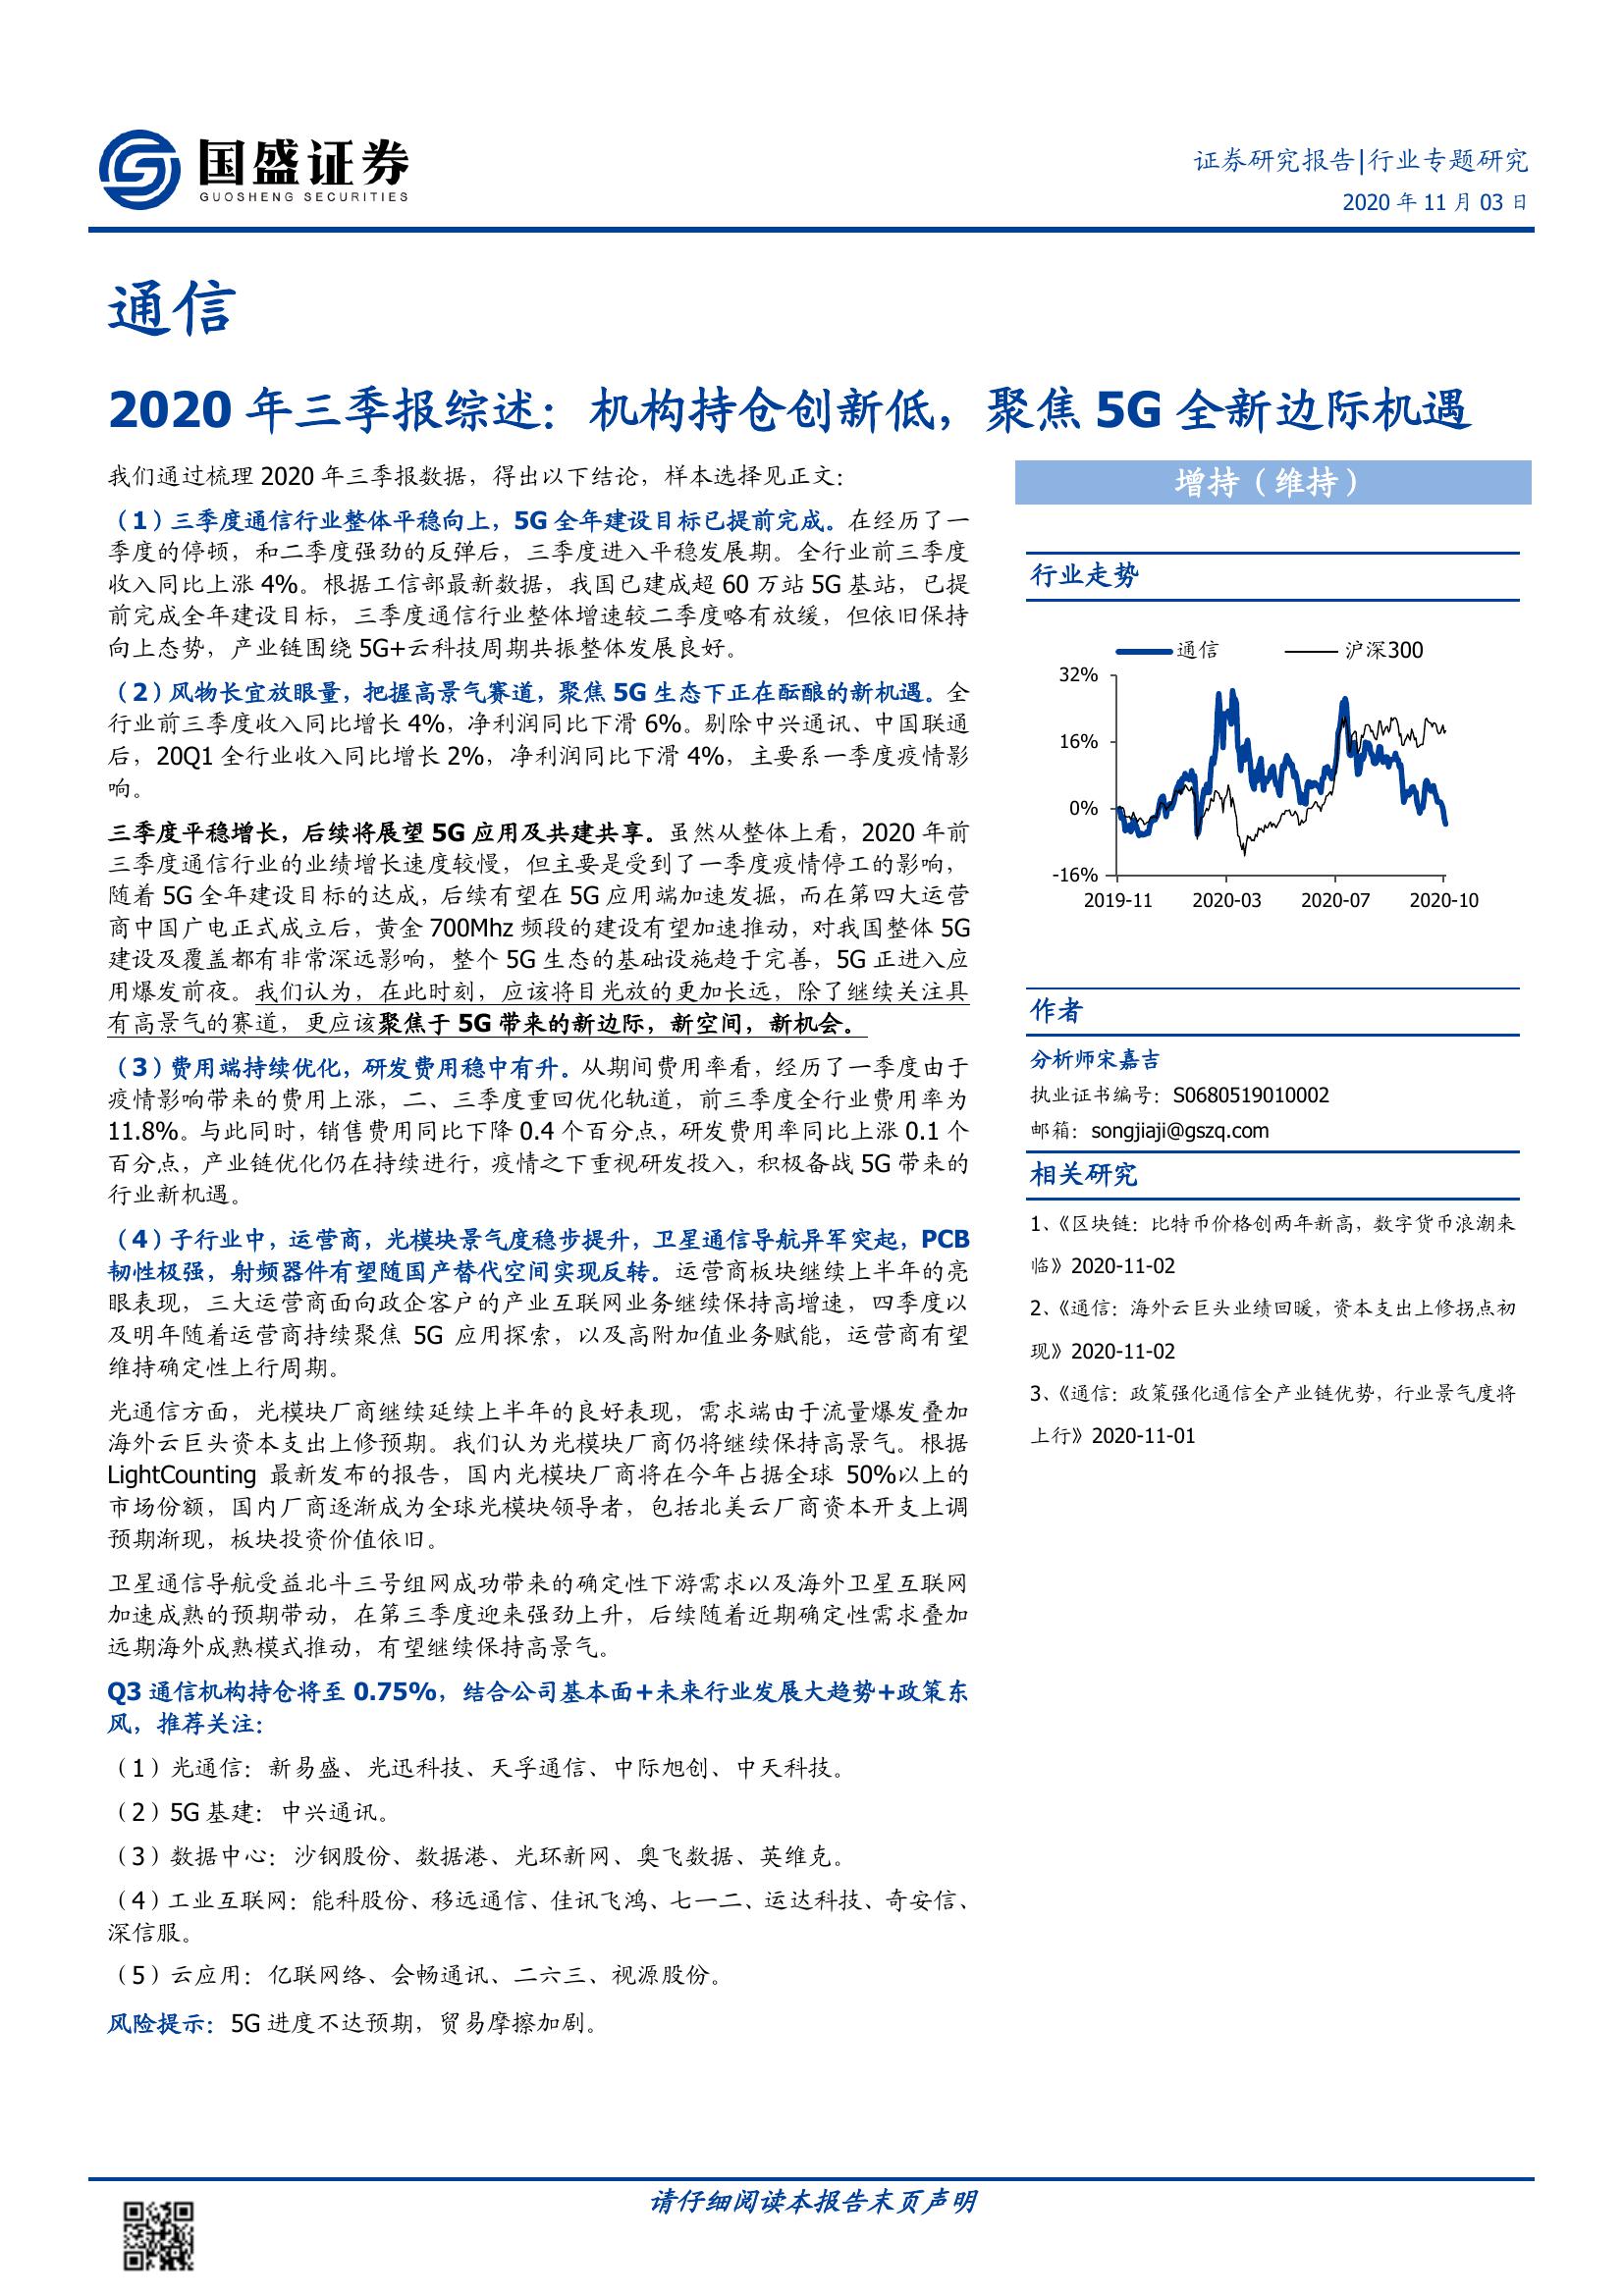 国盛证券
GUOSHENG SECURITIES
证券研究报告|行业专题研究
2020 年 11 月 03 日
通信
2020 年三季报综述：机构持仓创新低，聚焦 5G 全新边际机遇
我们通过梳理 2020 年三季报数据，得出以下结论，样本选择见正文：
（1）三季度通信行业整体平稳向上，5G 全年建设目标已提前完成。在经历了一
季度的停顿，和二季度强劲的反弹后，三季度进入平稳发展期。全行业前三季度
收入同比上涨 4%。根据工信部最新数据，我国已建成超 60 万站 5G 基站，已提
前完成全年建设目标，三季度通信行业整体增速较二季度略有放缓，但依旧保持
向上态势，产业链围绕 5G+云科技周期共振整体发展良好。
（2）风物长宜放眼量，把握高景气赛道，聚焦 5G 生态下正在酝酿的新机遇。全
行业前三季度收入同比增长 4%，净利润同比下滑 6%。剔除中兴通讯、中国联通
后，20Q1 全行业收入同比增长 2%，净利润同比下滑 4%，主要系一季度疫情影
响。
三季度平稳增长，后续将展望 5G 应用及共建共享。虽然从整体上看，2020 年前
三季度通信行业的业绩增长速度较慢，但主要是受到了一季度疫情停工的影响，
随着 5G 全年建设目标的达成，后续有望在 5G 应用端加速发掘，而在第四大运营
商中国广电正式成立后，黄金 700Mhz 频段的建设有望加速推动，对我国整体 5G
建设及覆盖都有非常深远影响，整个 5G 生态的基础设施趋于完善，5G 正进入应
用爆发前夜。我们认为，在此时刻，应该将目光放的更加长远，除了继续关注具
有高景气的赛道，更应该聚焦于 5G 带来的新边际，新空间，新机会。
（3）费用端持续优化，研发费用稳中有升。从期间费用率看，经历了一季度由于
疫情影响带来的费用上涨，二、三季度重回优化轨道，前三季度全行业费用率为
11.8%。与此同时，销售费用同比下降 0.4 个百分点，研发费用率同比上涨 0.1 个
百分点，产业链优化仍在持续进行，疫情之下重视研发投入，积极备战 5G 带来的
行业新机遇。
（4）子行业中，运营商，光模块景气度稳步提升，卫星通信导航异军突起，PCB
韧性极强，射频器件有望随国产替代空间实现反转。运营商板块继续上半年的亮
眼表现，三大运营商面向政企客户的产业互联网业务继续保持高增速，四季度以
及明年随着运营商持续聚焦 5G 应用探索，以及高附加值业务赋能，运营商有望
维持确定性上行周期。
光通信方面，光模块厂商继续延续上半年的良好表现，需求端由于流量爆发叠加
海外云巨头资本支出上修预期。我们认为光模块厂商仍将继续保持高景气。根据
LightCounting 最新发布的报告，国内光模块厂商将在今年占据全球 50%以上的
市场份额，国内厂商逐渐成为全球光模块领导者，包括北美云厂商资本开支上调
预期渐现，板块投资价值依旧。
卫星通信导航受益北斗三号组网成功带来的确定性下游需求以及海外卫星互联网
加速成熟的预期带动，在第三季度迎来强劲上升，后续随着近期确定性需求叠加
远期海外成熟模式推动，有望继续保持高景气。
Q3 通信机构持仓将至 0.75%，结合公司基本面+未来行业发展大趋势+政策东
风，推荐关注：
（1）光通信：新易盛、光迅科技、天孚通信、中际旭创、中天科技。
（2）5G 基建：中兴通讯。
（3）数据中心：沙钢股份、数据港、光环新网、奥飞数据、英维克。
（4）工业互联网：能科股份、移远通信、佳讯飞鸿、七一二、运达科技、奇安信、
深信服。
（5）云应用：亿联网络、会畅通讯、二六三、视源股份。
风险提示：5G 进度不达预期，贸易摩擦加剧。
增持（维持）
行业走势
通信 沪深300
32%
16%
0%
-16%
2019-11 2020-03 2020-07 2020-10
作者
分析师宋嘉吉
执业证书编号：S0680519010002
邮箱：songjiaji@gszq.com
相关研究
1、《区块链：比特币价格创两年新高，数字货币浪潮来
临》2020-11-02
2、《通信：海外云巨头业绩回暖，资本支出上修拐点初
现》2020-11-02
3、《通信：政策强化通信全产业链优势，行业景气度将
上行》2020-11-01
请仔细阅读本报告末页声明